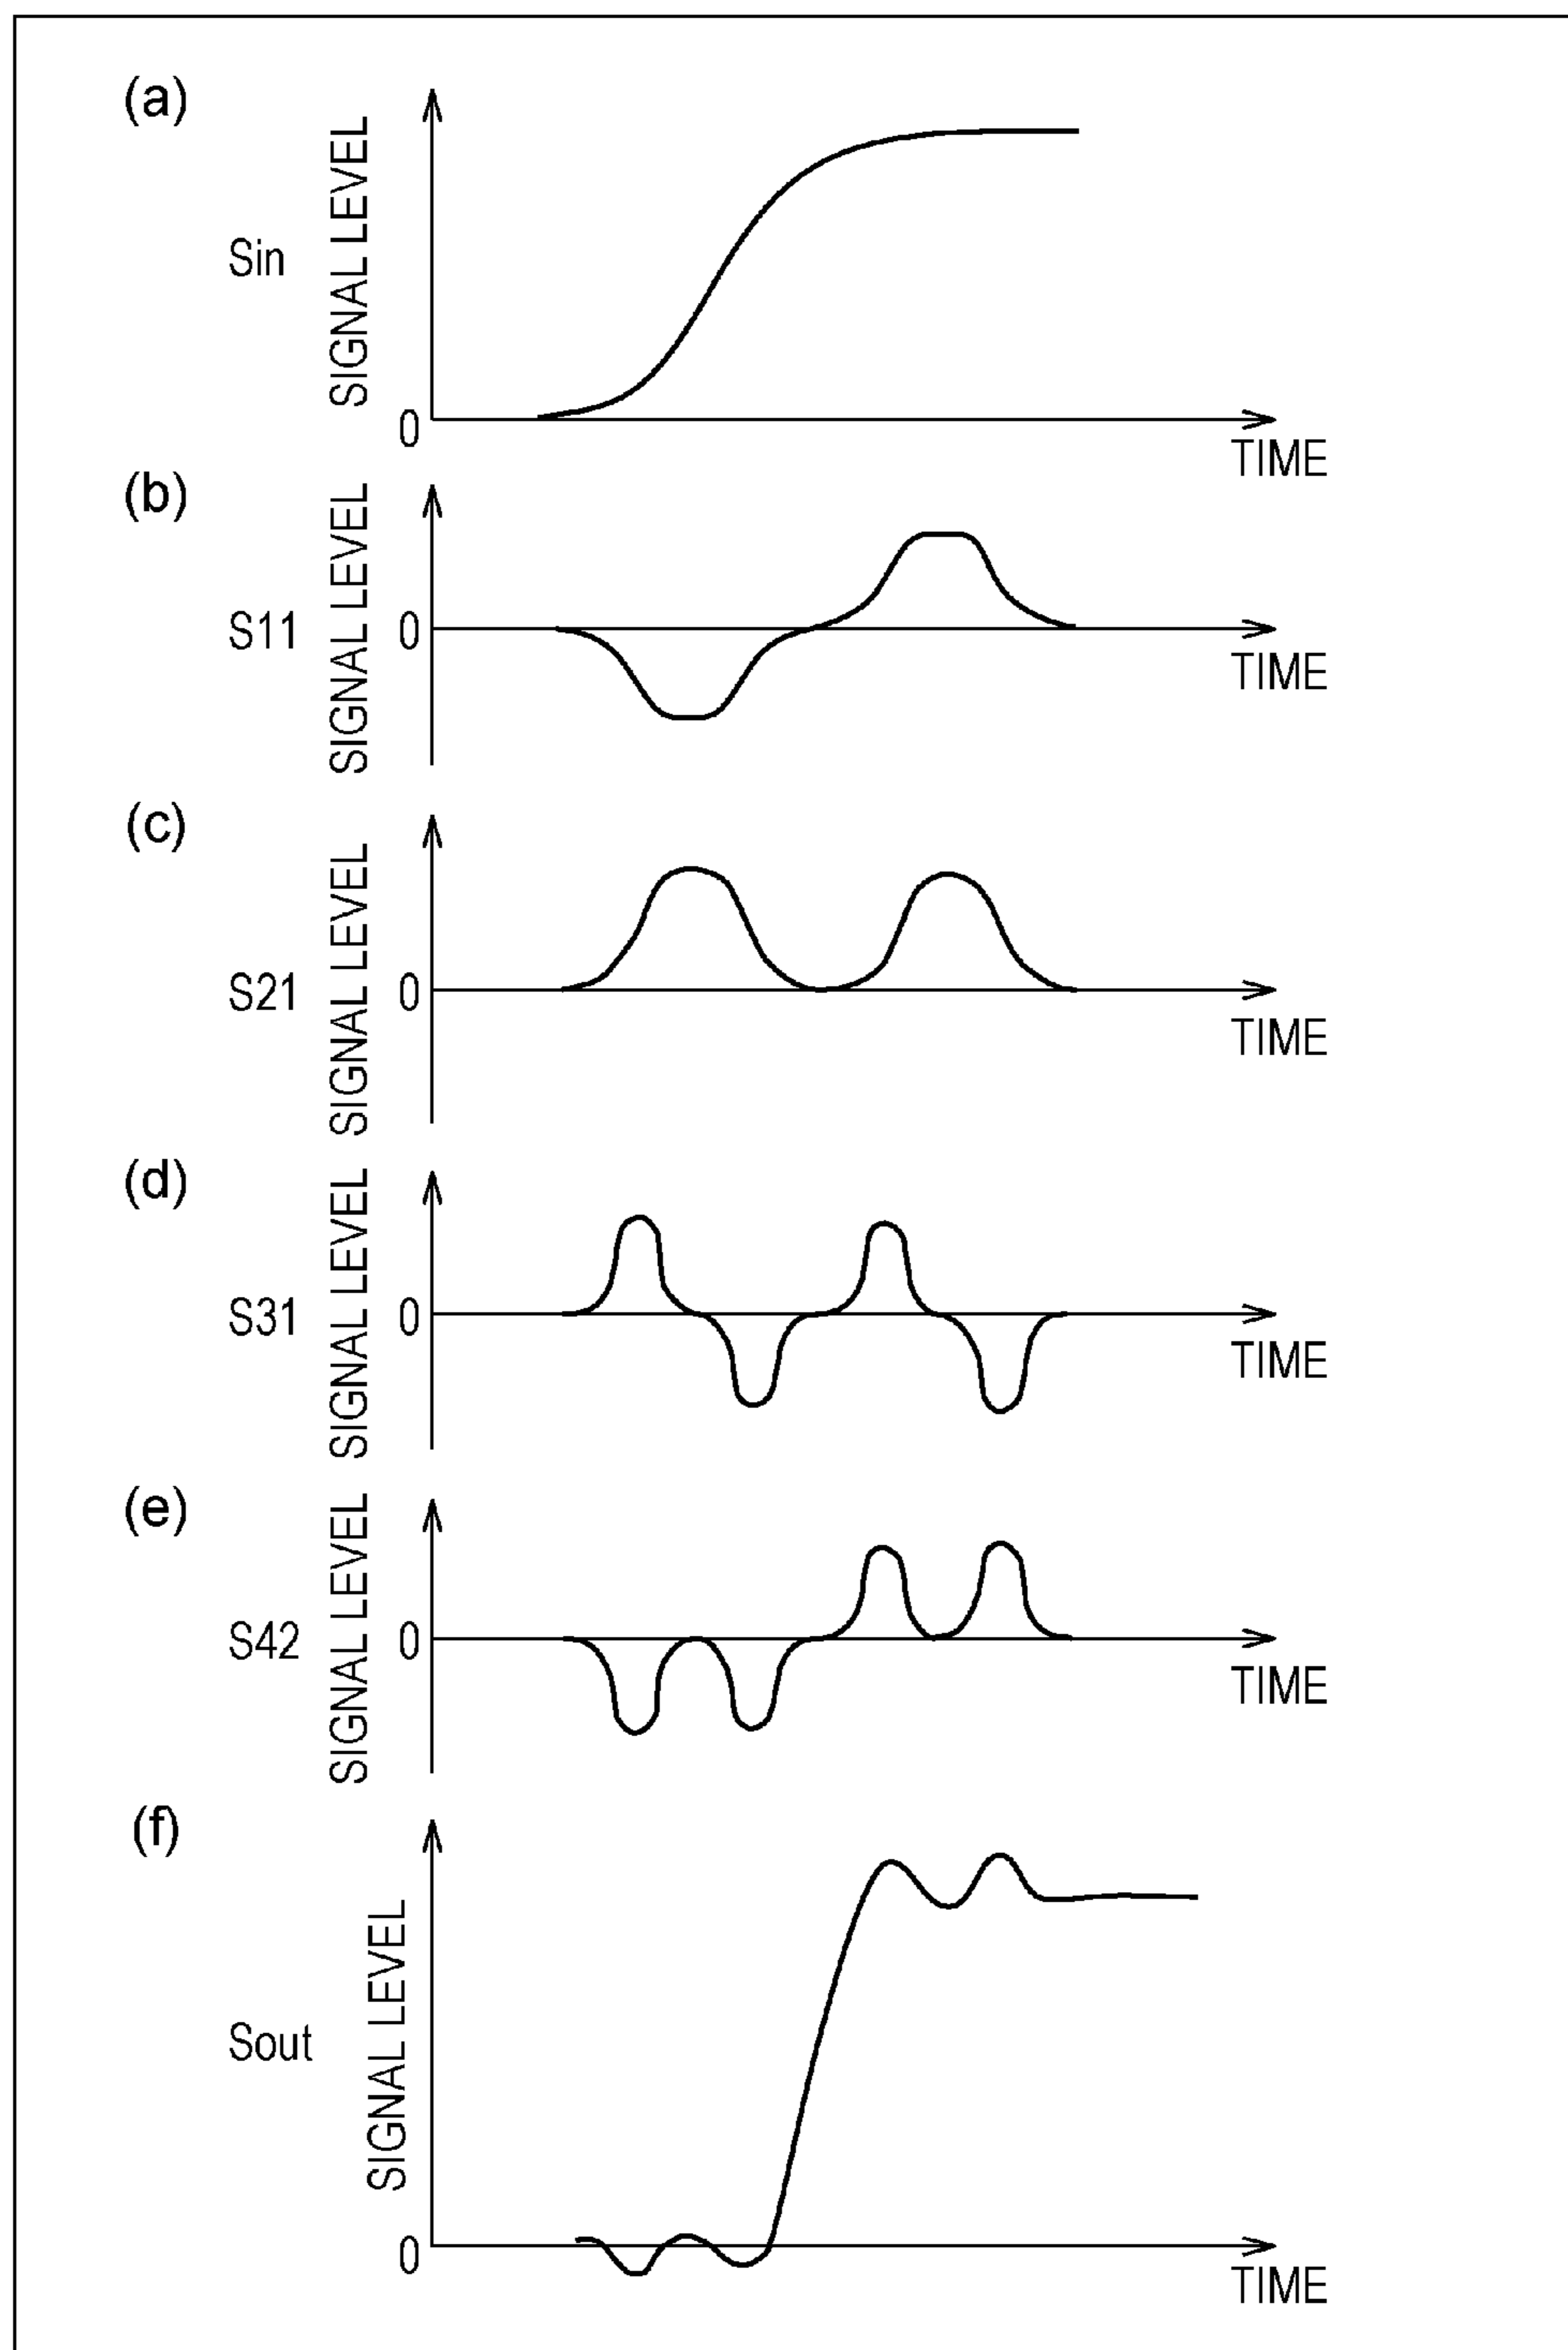 (a)
SIGNAL LEVEL
Sin
0
TIME
(b)
SIGNAL LEVEL
S11
0
TIME
(c)
SIGNAL LEVEL
S21
0
TIME
(d)
SIGNAL LEVEL
S31
0
TIME
(e)
SIGNAL LEVEL
S42
0
TIME
(f)
SIGNAL LEVEL
Sout
0
TIME